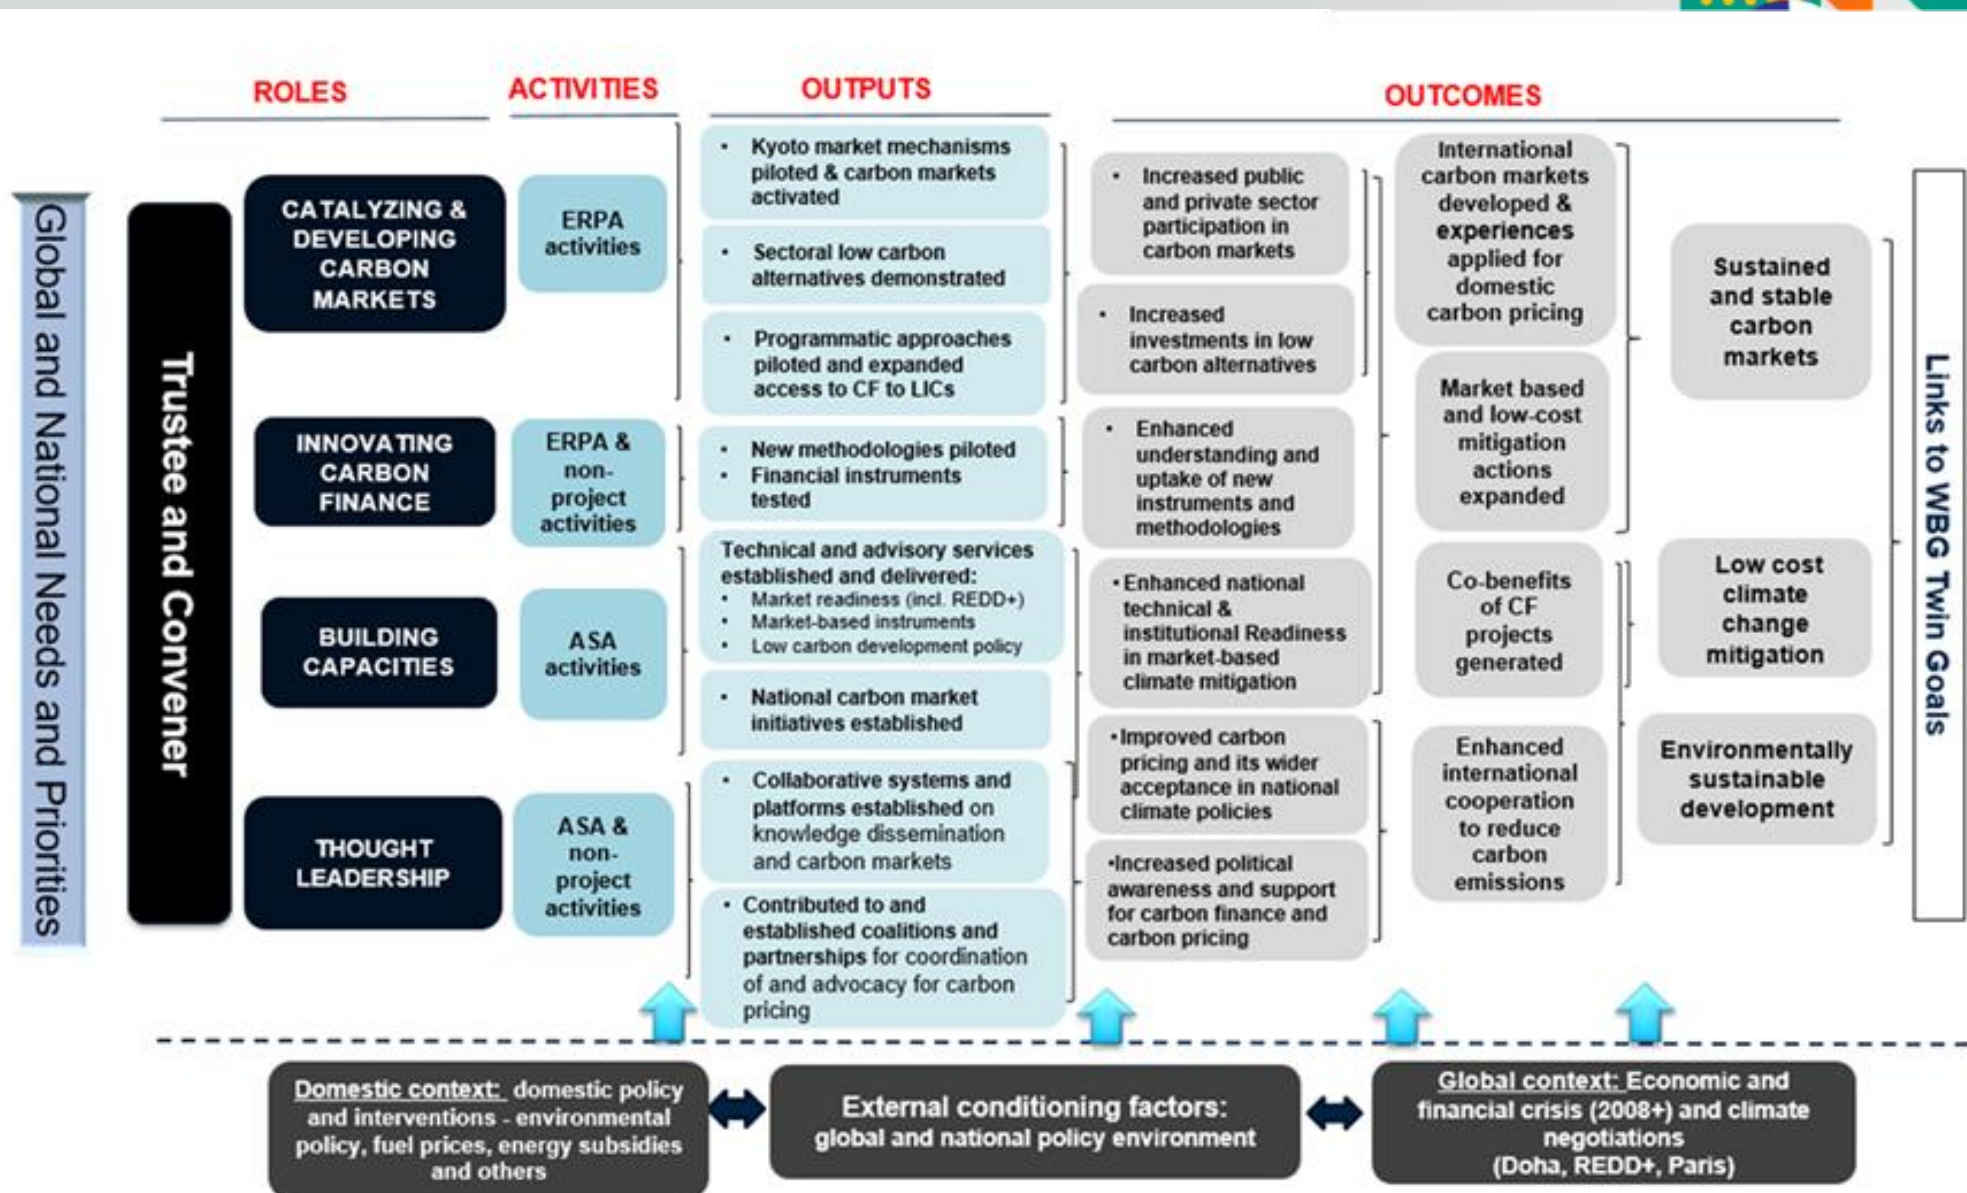 ROLES
ACTIVITIES
OUTPUTS
OUTCOMES
Global and National Needs and Priorities
Trustee and Convener
CATALYZING &
DEVELOPING
CARBON
MARKETS
INNOVATING
CARBON
FINANCE
BUILDING
CAPACITIES
THOUGHT
LEADERSHIP
ERPA
activities
ERPA &
non-
project
activities
ASA
activities
ASA &
non-
project
activities
• Kyoto market mechanisms
piloted & carbon markets
activated
• Sectoral low carbon
alternatives demonstrated
• Programmatic approaches
piloted and expanded
access to CF to LICs
• New methodologies piloted
• Financial instruments
tested
Technical and advisory services
established and delivered:
• Market readiness (incl. REDD+)
• Market-based instruments
• Low carbon development policy
• National carbon market
initiatives established
• Collaborative systems and
platforms established on
knowledge dissemination
and carbon markets
• Contributed to and
established coalitions and
partnerships for coordination
of and advocacy for carbon
pricing
• Increased public
and private sector
participation in
carbon markets
• Increased
investments in low
carbon alternatives
• Enhanced
understanding and
uptake of new
instruments and
methodologies
• Enhanced national
technical &
institutional Readiness
in market-based
climate mitigation
• Improved carbon
pricing and its wider
acceptance in national
climate policies
• Increased political
awareness and support
for carbon finance and
carbon pricing
International
carbon markets
developed &
experiences
applied for
domestic
carbon pricing
Market based
and low-cost
mitigation
actions
expanded
Co-benefits
of CF
projects
generated
Enhanced
international
cooperation
to reduce
carbon
emissions
Sustained
and stable
carbon
markets
Low cost
climate
change
mitigation
Environmentally
sustainable
development
Links to WBG Twin Goals
Domestic context: domestic policy
and interventions - environmental
policy, fuel prices, energy subsidies
and others
External conditioning factors:
global and national policy environment
Global context: Economic and
financial crisis (2008+) and climate
negotiations
(Doha, REDD+, Paris)